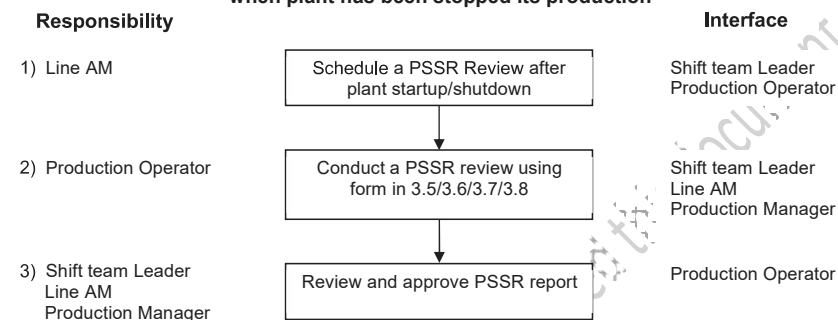 when plant has been stopped its production
Responsibility
Interface
1) Line AM
Schedule a PSSR Review after
plant startup/shutdown
Shift team Leader
Production Operator
2) Production Operator
Conduct a PSSR review using
form in 3.5/3.6/3.7/3.8
Shift team Leader
Line AM
Production Manager
3) Shift team Leader
Line AM
Production Manager
Review and approve PSSR report
Production Operator